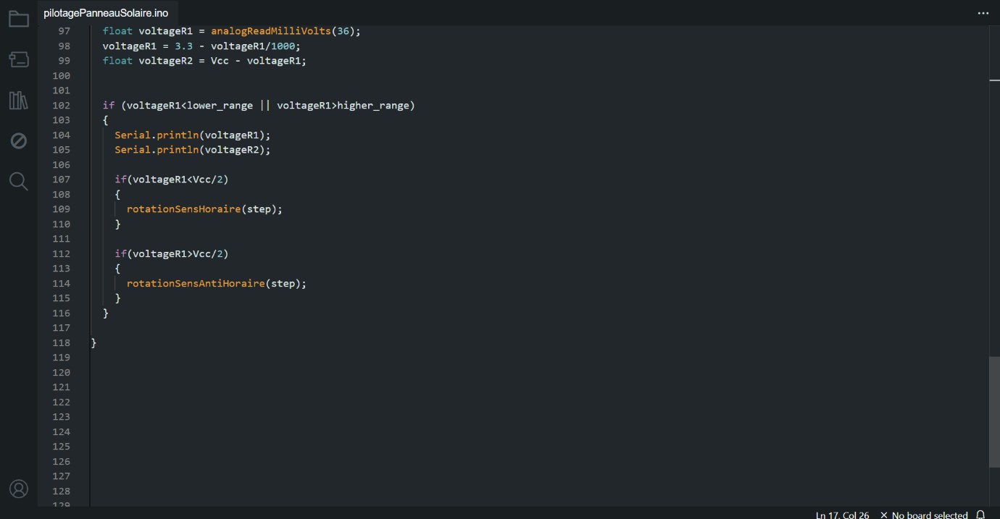 pilotagePanneauSolaire.ino
97 float voltageR1 = analogReadMilliVolts(36);
98 voltageR1 = 3.3 - voltageR1/1000;
99 float voltageR2 = Vcc - voltageR1;
100
101
102 if (voltageR1<lower_range || voltageR1>higher_range)
103 {
104 Serial.println(voltageR1);
105 Serial.println(voltageR2);
106
107 if(voltageR1<Vcc/2)
108 {
109 rotationSensHoraire(step);
110 }
111
112 if(voltageR1>Vcc/2)
113 {
114 rotationSensAntiHoraire(step);
115 }
116 }
117
118 }
119
120
121
122
123
124
125
126
127
128
129
Ln 17, Col 26 × No board selected